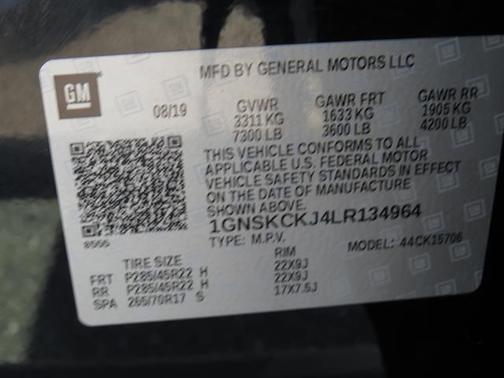 MFD BY GENERAL MOTORS LLC
GM
08/19
GVWR GAWR FRT GAWR RR
3311 KG 1633 KG 1905 KG
7300 LB 3600 LB 4200 LB
THIS VEHICLE CONFORMS TO ALL
APPLICABLE U.S. FEDERAL MOTOR
VEHICLE SAFETY STANDARDS IN EFFECT
ON THE DATE OF MANUFACTURE
SHOWN ABOVE.
1GNSKCKJ4LR134964
8555
TYPE: M.P.V. MODEL: 44CK15706
TIRE SIZE RIM
FRT P285/45R22 H 22X9J
RR P285/45R22 H 22X9J
SPA 265/70R17 S 17X7.5J